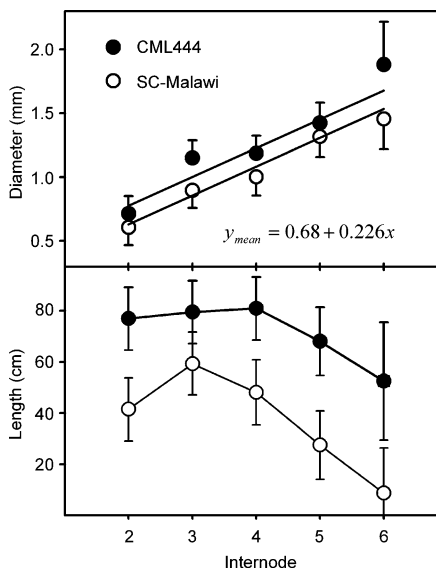 2.0
1.5
1.0
0.5
Diameter (mm)
CML444
SC-Malawi
y_mean = 0.68 + 0.226x
80
60
40
20
Length (cm)
2 3 4 5 6
Internode